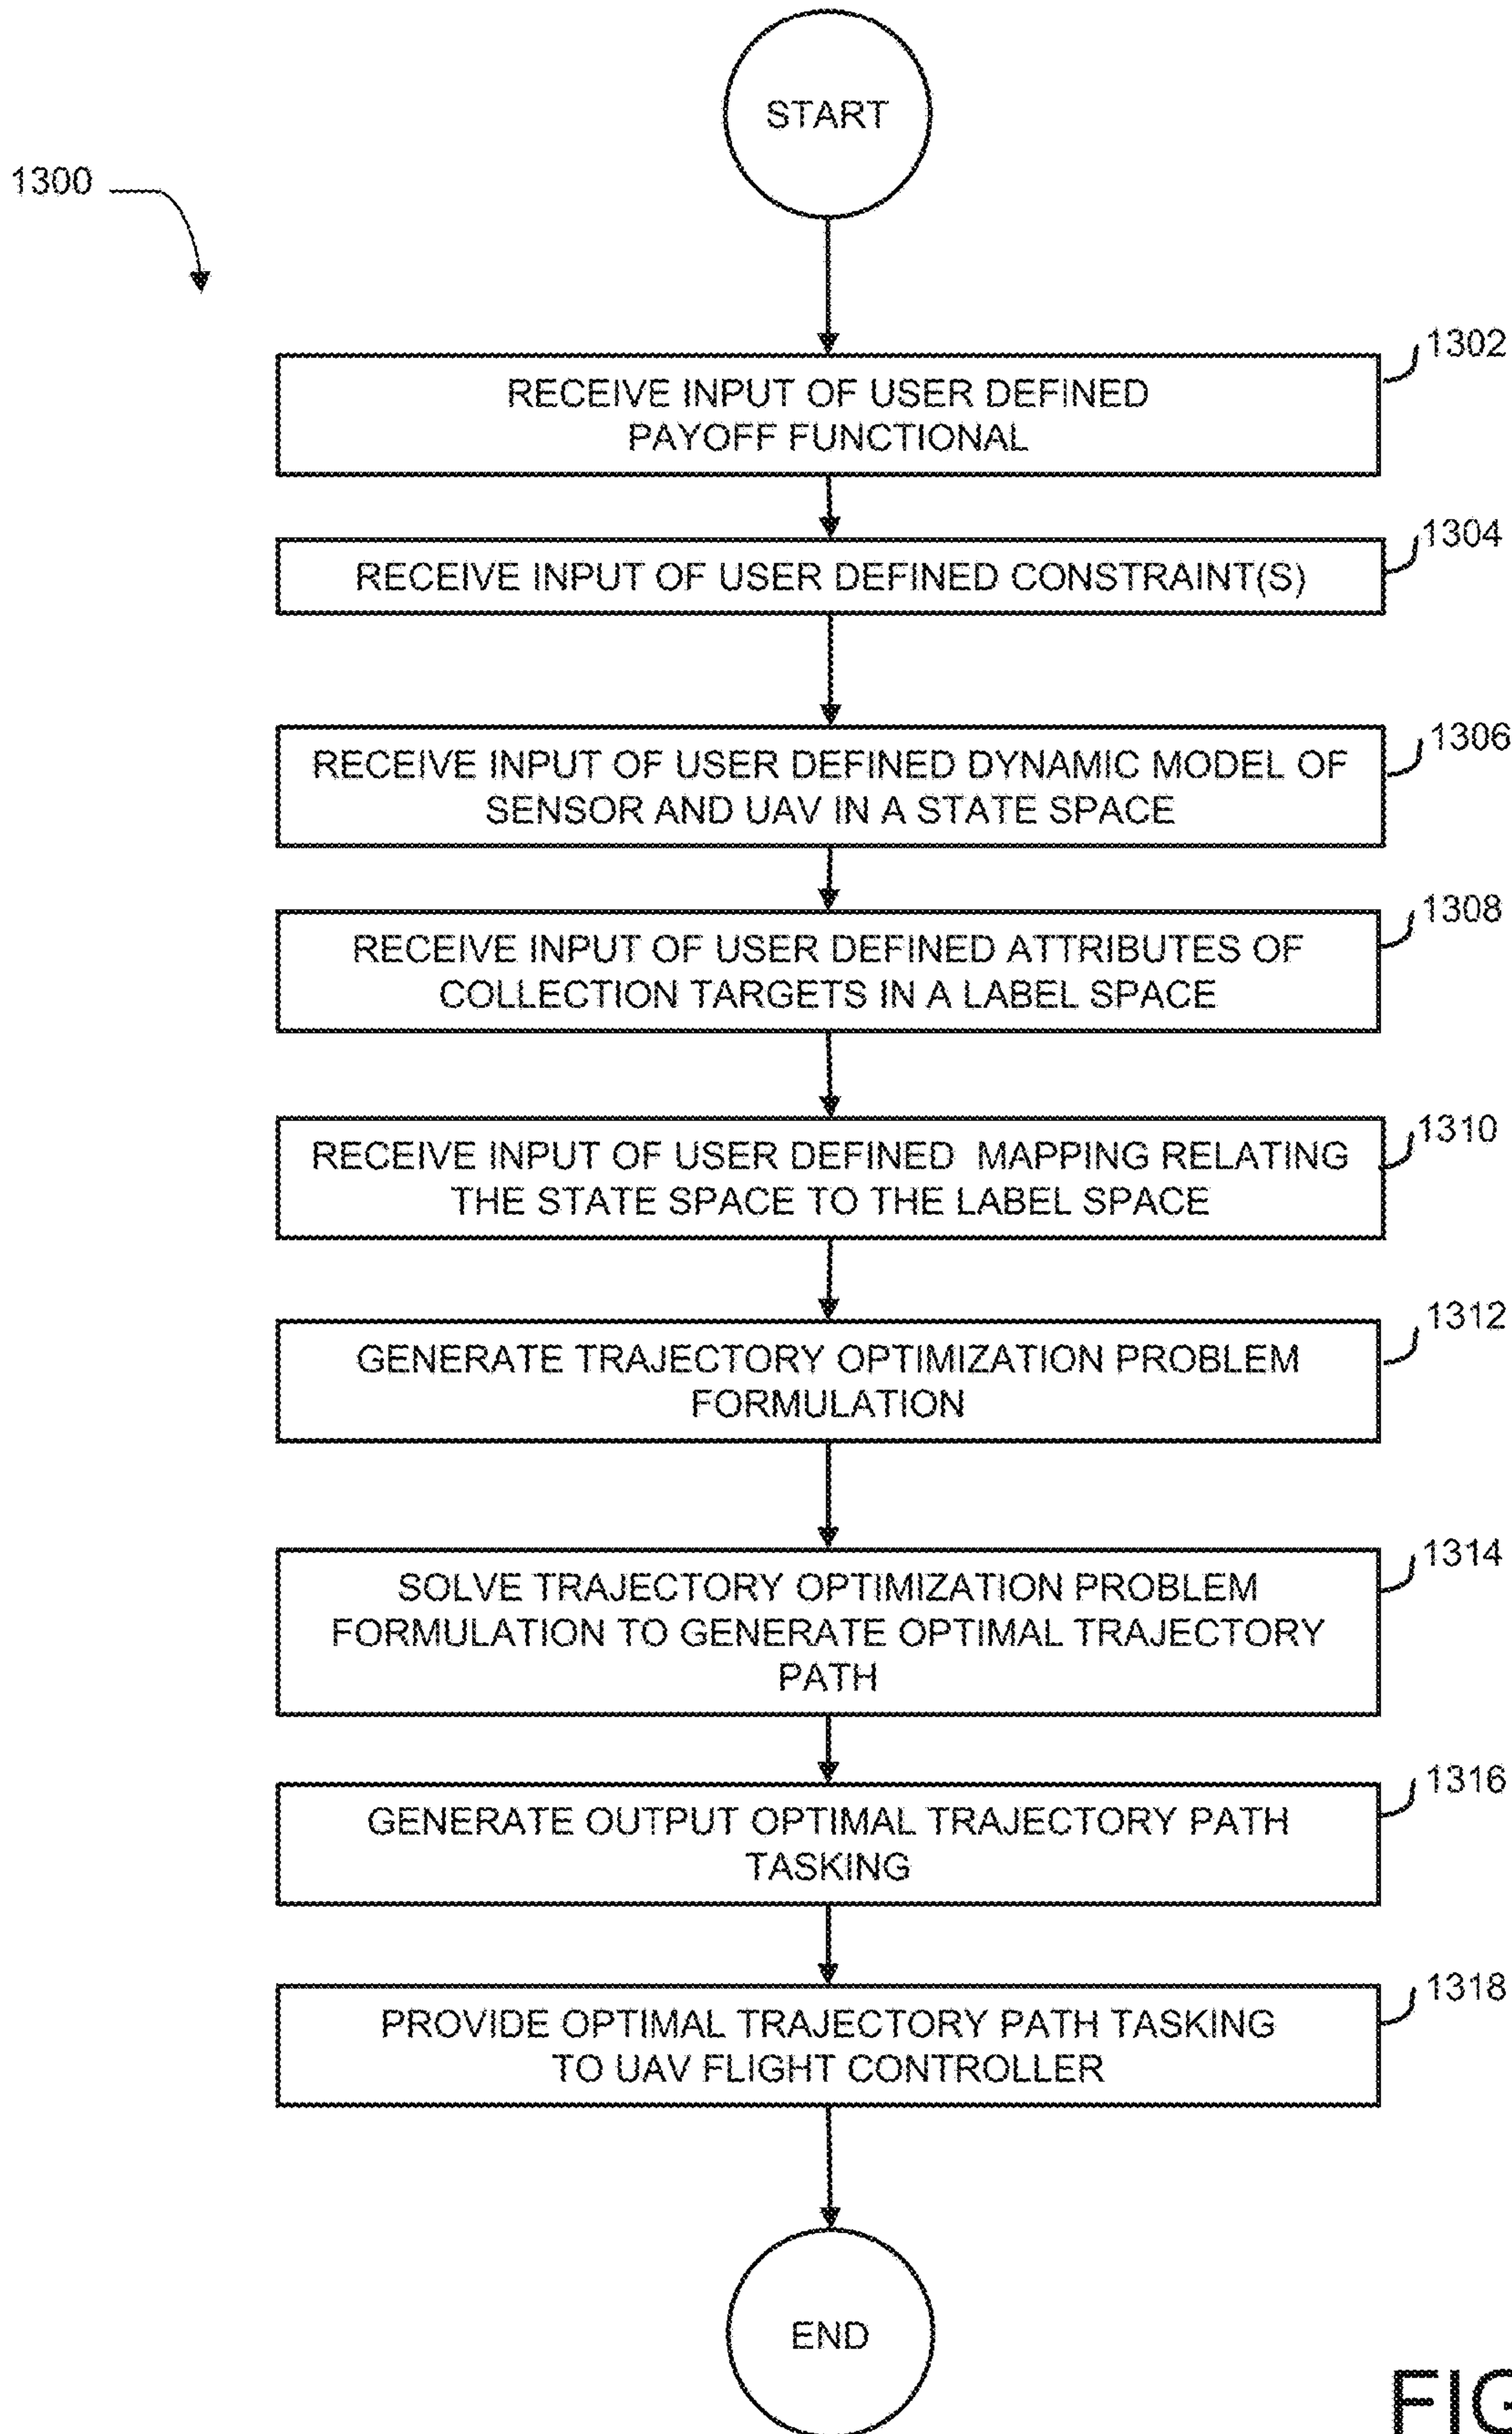 START
1300
1302
RECEIVE INPUT OF USER DEFINED
PAYOFF FUNCTIONAL
1304
RECEIVE INPUT OF USER DEFINED CONSTRAINT(S)
1306
RECEIVE INPUT OF USER DEFINED DYNAMIC MODEL OF
SENSOR AND UAV IN A STATE SPACE
1308
RECEIVE INPUT OF USER DEFINED ATTRIBUTES OF
COLLECTION TARGETS IN A LABEL SPACE
1310
RECEIVE INPUT OF USER DEFINED MAPPING RELATING
THE STATE SPACE TO THE LABEL SPACE
1312
GENERATE TRAJECTORY OPTIMIZATION PROBLEM
FORMULATION
1314
SOLVE TRAJECTORY OPTIMIZATION PROBLEM
FORMULATION TO GENERATE OPTIMAL TRAJECTORY
PATH
1316
GENERATE OUTPUT OPTIMAL TRAJECTORY PATH
TASKING
1318
PROVIDE OPTIMAL TRAJECTORY PATH TASKING
TO UAV FLIGHT CONTROLLER
END